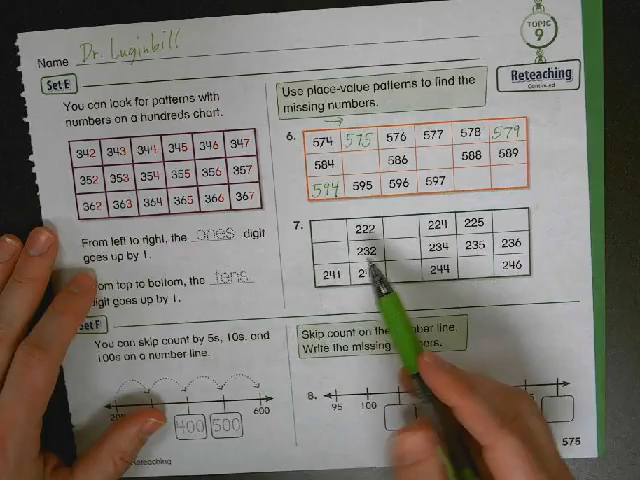 Name Dr. Luginbill
TOPIC
9
Reteaching
Continued
Set E
You can look for patterns with
numbers on a hundreds chart.
342 343 344 345 346 347
352 353 354 355 356 357
362 363 364 365 366 367
From left to right, the ones digit
goes up by 1.
From top to bottom, the tens
digit goes up by 1.
Use place-value patterns to find the
missing numbers.
6.
574 575 576 577 578 579
584 586 588 589
594 595 596 597
7.
222 224 225
232 234 235 236
241 244 246
Set F
You can skip count by 5s, 10s, and
100s on a number line.
600
400 500
Skip count on the number line.
Write the missing
8.
95 100
Reteaching
575